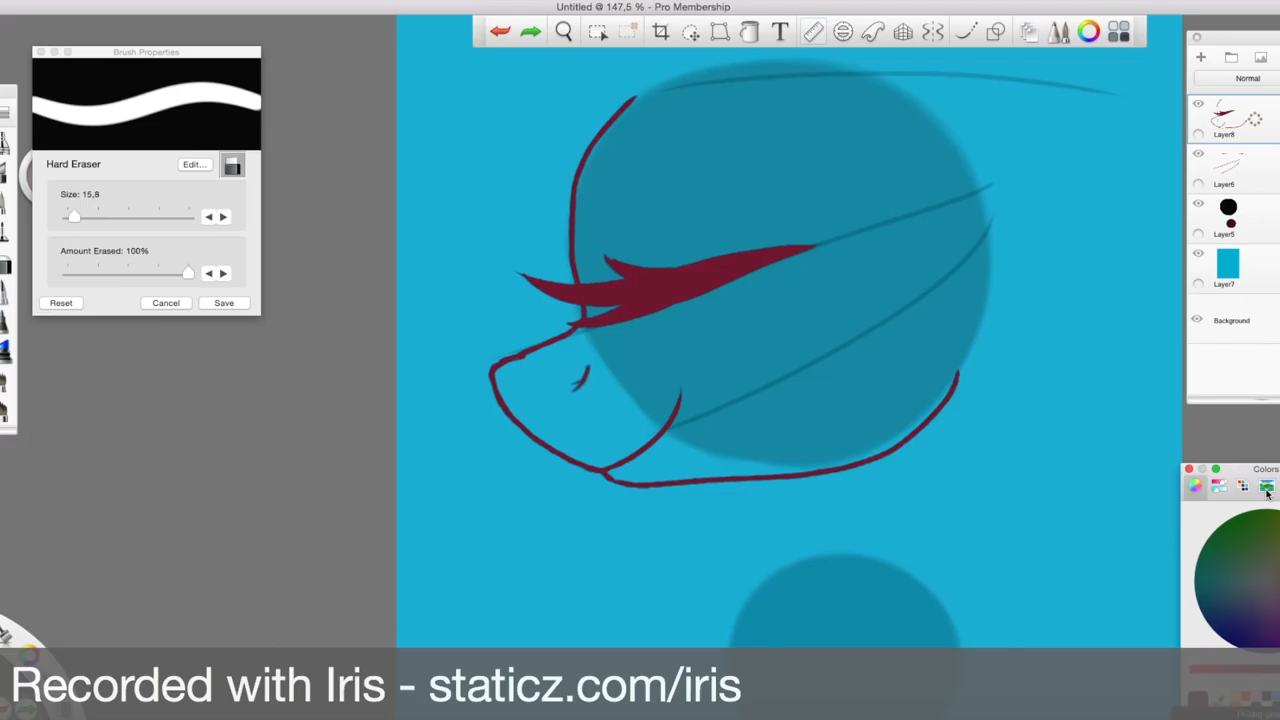 Untitled @ 147,5 % - Pro Membership
Brush Properties
Hard Eraser
Edit...
Size: 15,8
Amount Erased: 100%
Reset
Cancel
Save
T
Normal
Layer8
Layer6
Layer5
Layer7
Background
Colors
Recorded with Iris - staticz.com/iris